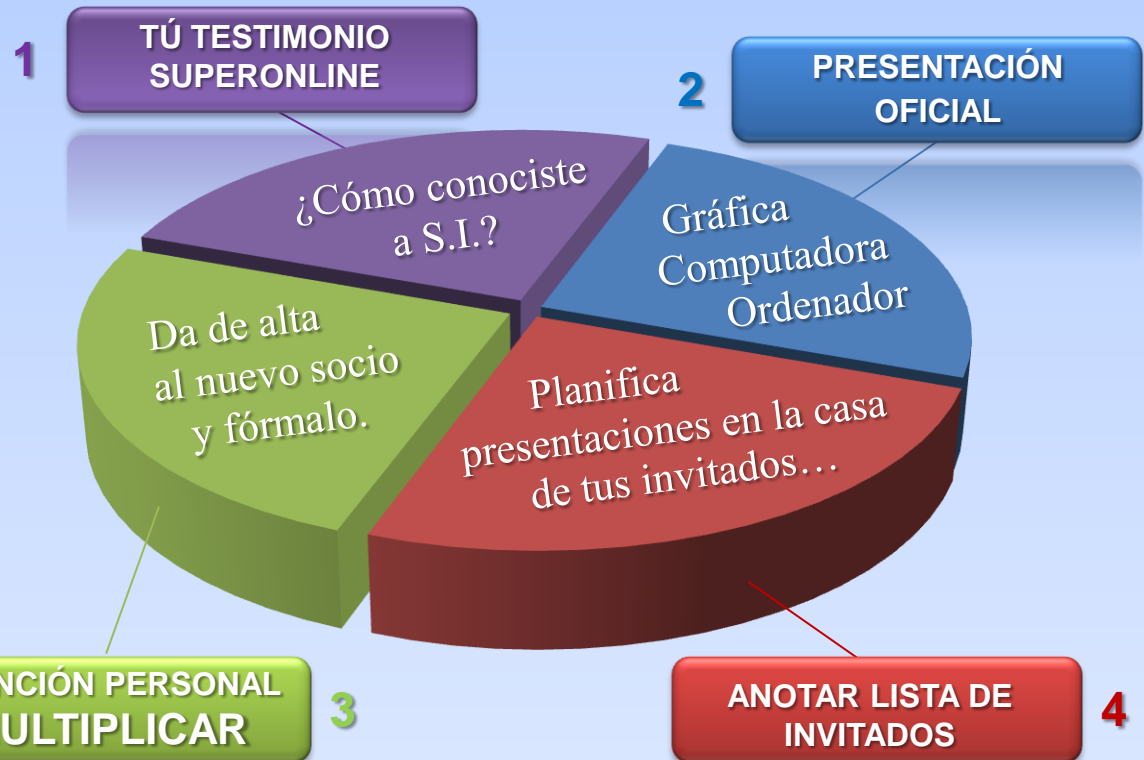 1
TÚ TESTIMONIO
SUPERONLINE
2
PRESENTACIÓN
OFICIAL
¿Cómo conociste
a S.I.?
Gráfica
Computadora
Ordenador
Da de alta
al nuevo socio
y fórmalo.
Planifica
presentaciones en la casa
de tus invitados…
NCIÓN PERSONAL
ULTIPLICAR
3
ANOTAR LISTA DE
INVITADOS
4